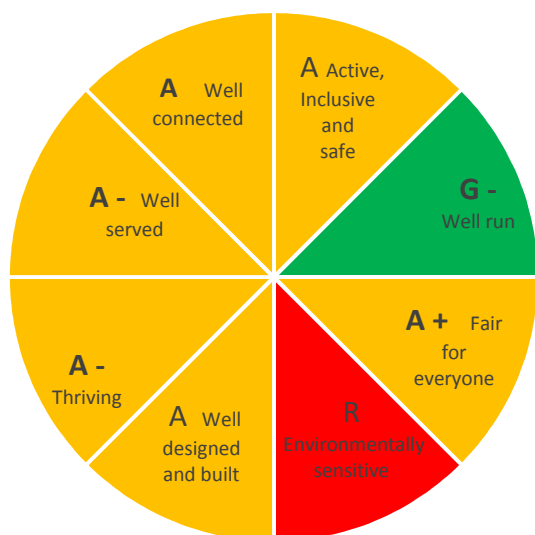 A Active,
Inclusive
and
safe
G -
Well run
A + Fair
for
everyone
R
Environmentally
sensitive
A Well
designed
and built
A -
Thriving
A - Well
served
A Well
connected